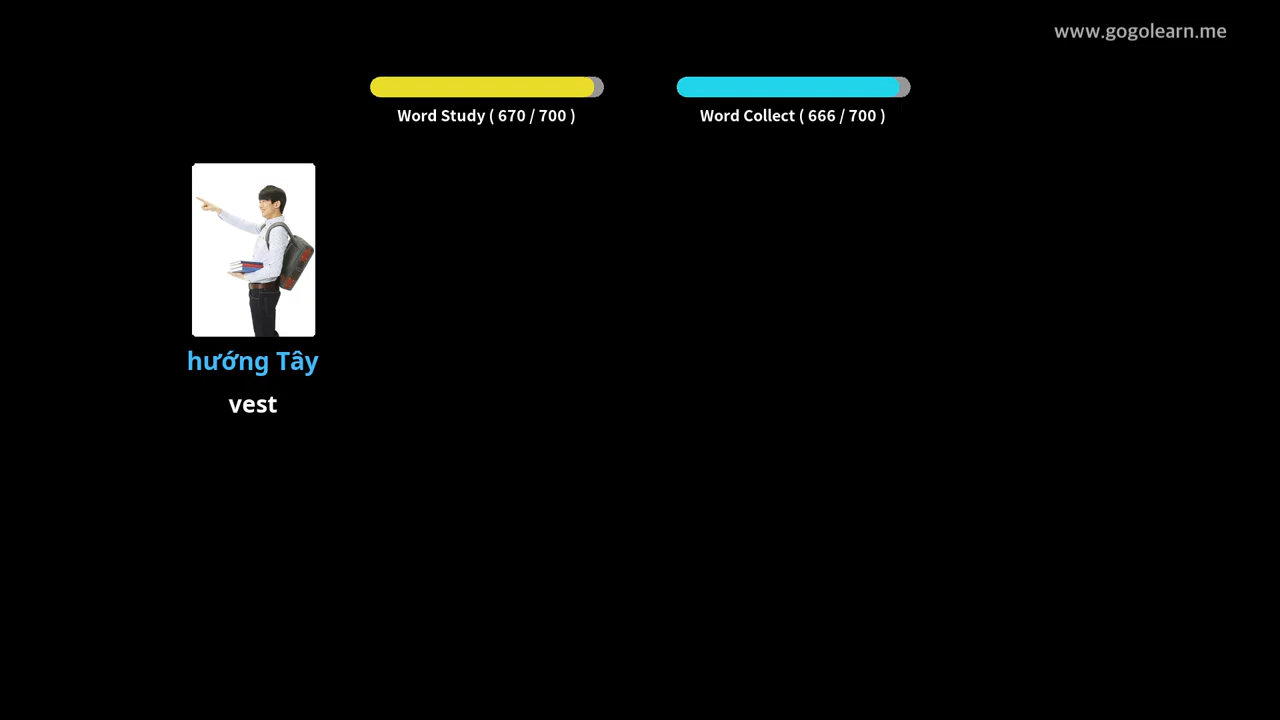 www.gogolearn.me
Word Study ( 670 / 700 )
Word Collect ( 666 / 700 )
hướng Tây
vest